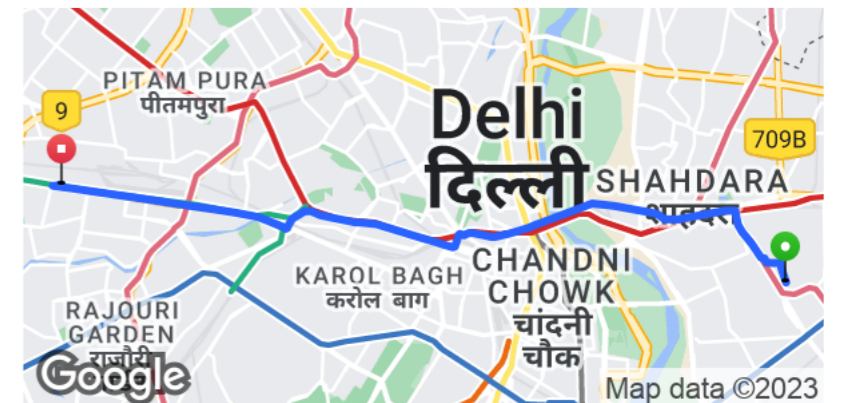 PITAM PURA
पीतमपुरा
9
Delhi
दिल्ली
709B
SHAHDARA
शाहदरा
KAROL BAGH
करोल बाग
CHANDNI
CHOWK
चांदनी
चौक
RAJOURI
GARDEN
राजौरी
Google
Map data ©2023